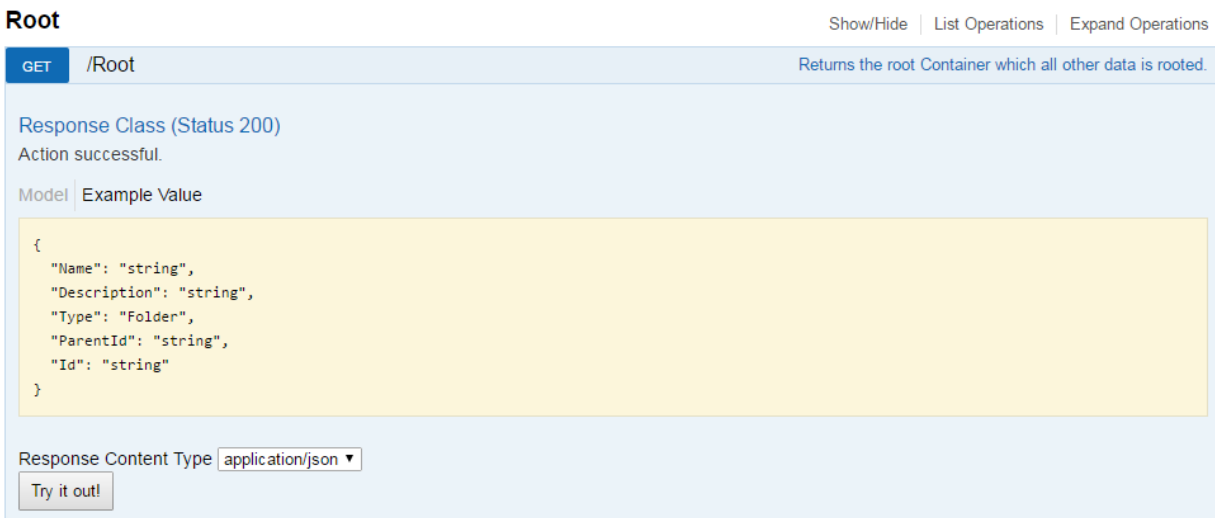 Root
Show/Hide | List Operations | Expand Operations
GET /Root
Returns the root Container which all other data is rooted.
Response Class (Status 200)
Action successful.
Model Example Value
{
"Name": "string",
"Description": "string",
"Type": "Folder",
"ParentId": "string",
"Id": "string"
}
Response Content Type application/json
Try it out!